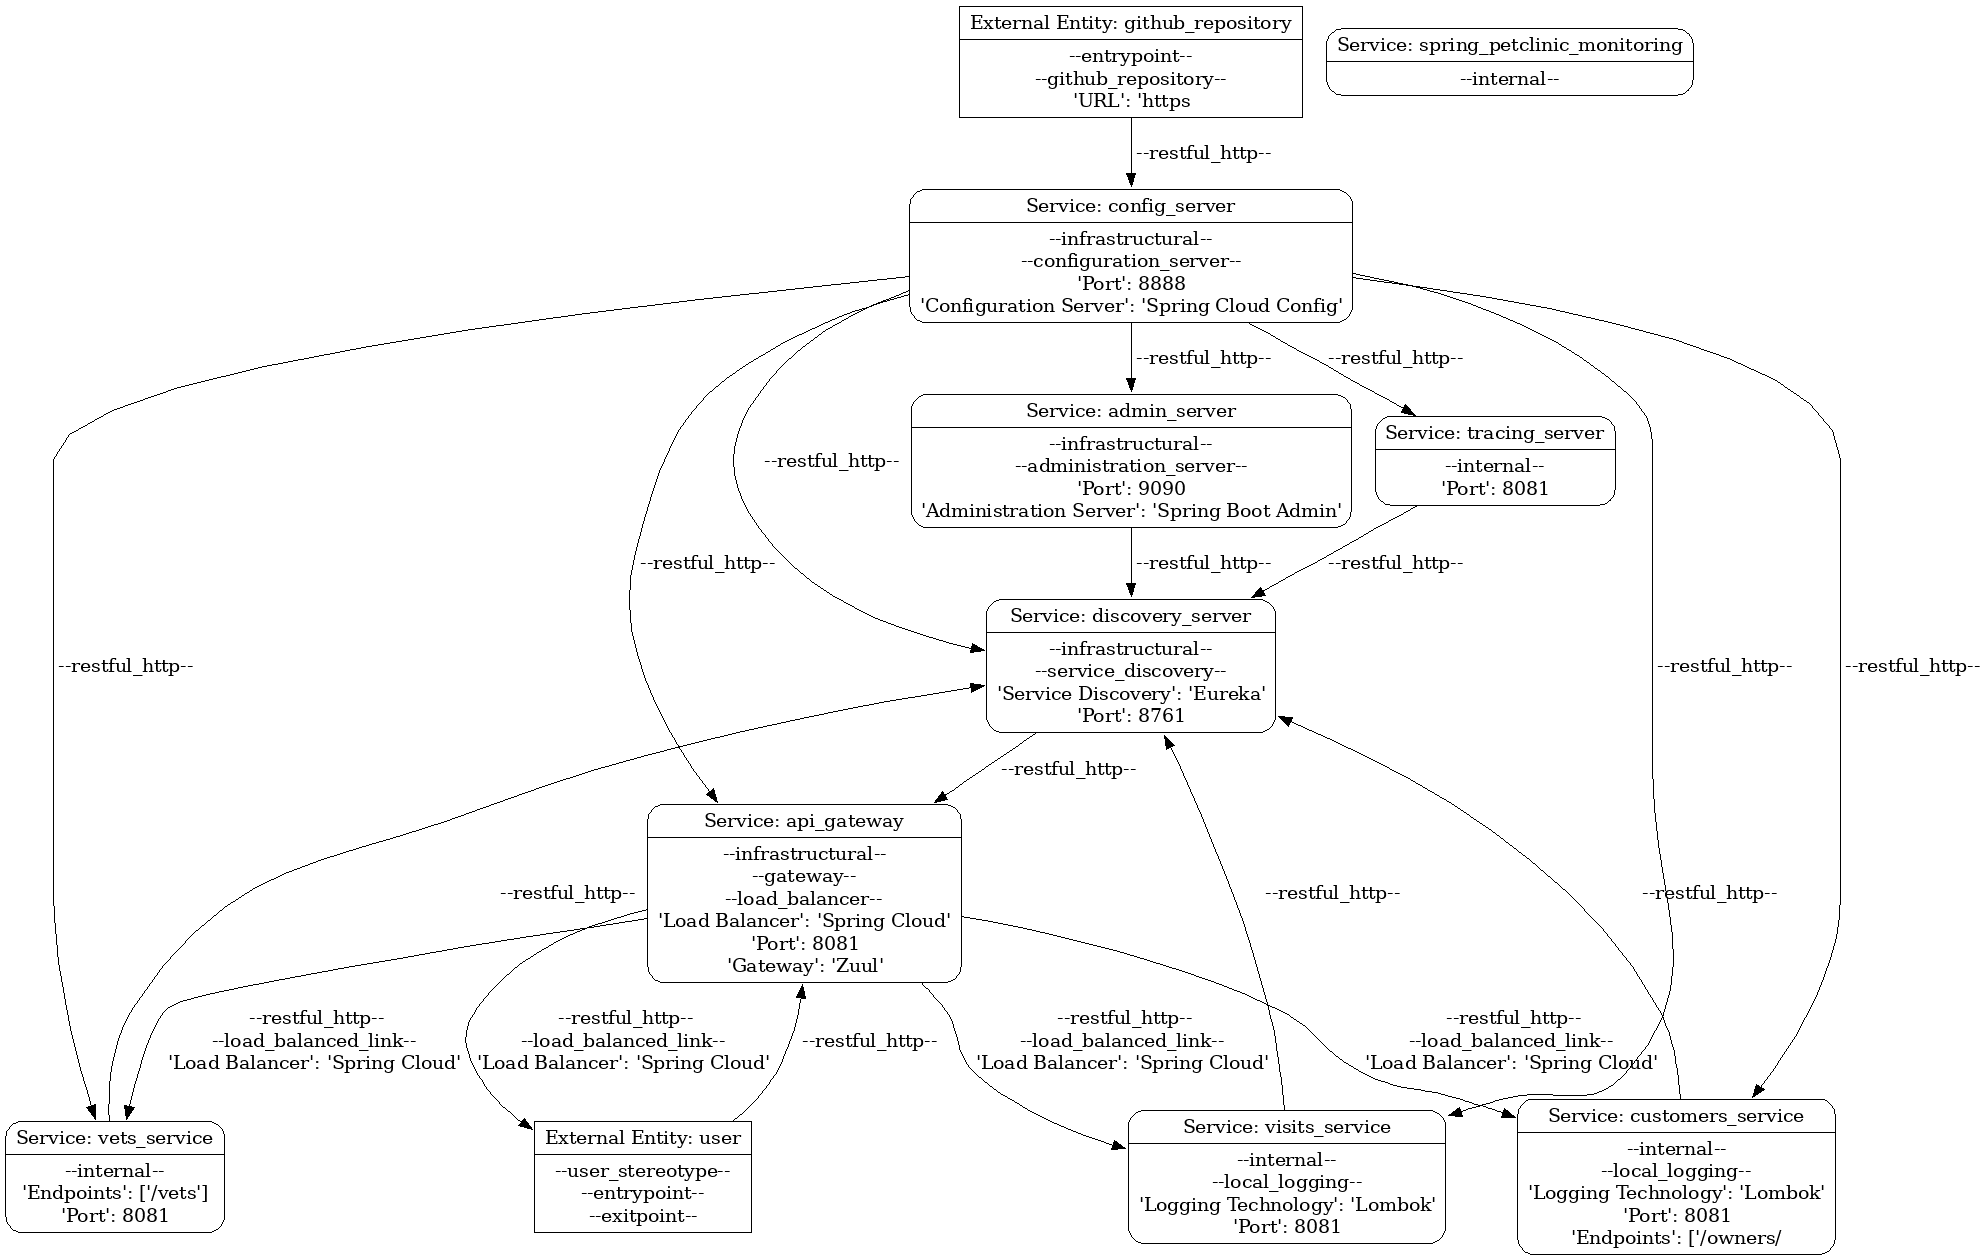 External Entity: github_repository
--entrypoint--
--github_repository--
'URL': 'https
Service: spring_petclinic_monitoring
--internal--
--restful_http--
Service: config_server
--infrastructural--
--configuration_server--
'Port': 8888
'Configuration Server': 'Spring Cloud Config'
--restful_http--
--restful_http--
Service: admin_server
--infrastructural--
--administration_server--
'Port': 9090
'Administration Server': 'Spring Boot Admin'
Service: tracing_server
--internal--
'Port': 8081
--restful_http--
--restful_http--
--restful_http--
--restful_http--
Service: discovery_server
--infrastructural--
--service_discovery--
'Service Discovery': 'Eureka'
'Port': 8761
--restful_http--
--restful_http--
--restful_http--
--restful_http--
Service: api_gateway
--infrastructural--
--gateway--
--load_balancer--
'Load Balancer': 'Spring Cloud'
'Port': 8081
'Gateway': 'Zuul'
--restful_http--
--restful_http--
--restful_http--
--restful_http--
--load_balanced_link--
'Load Balancer': 'Spring Cloud'
--restful_http--
--load_balanced_link--
'Load Balancer': 'Spring Cloud'
--restful_http--
--restful_http--
--load_balanced_link--
'Load Balancer': 'Spring Cloud'
--restful_http--
--load_balanced_link--
'Load Balancer': 'Spring Cloud'
Service: vets_service
--internal--
'Endpoints': ['/vets']
'Port': 8081
External Entity: user
--user_stereotype--
--entrypoint--
--exitpoint--
Service: visits_service
--internal--
--local_logging--
'Logging Technology': 'Lombok'
'Port': 8081
Service: customers_service
--internal--
--local_logging--
'Logging Technology': 'Lombok'
'Port': 8081
'Endpoints': ['/owners/